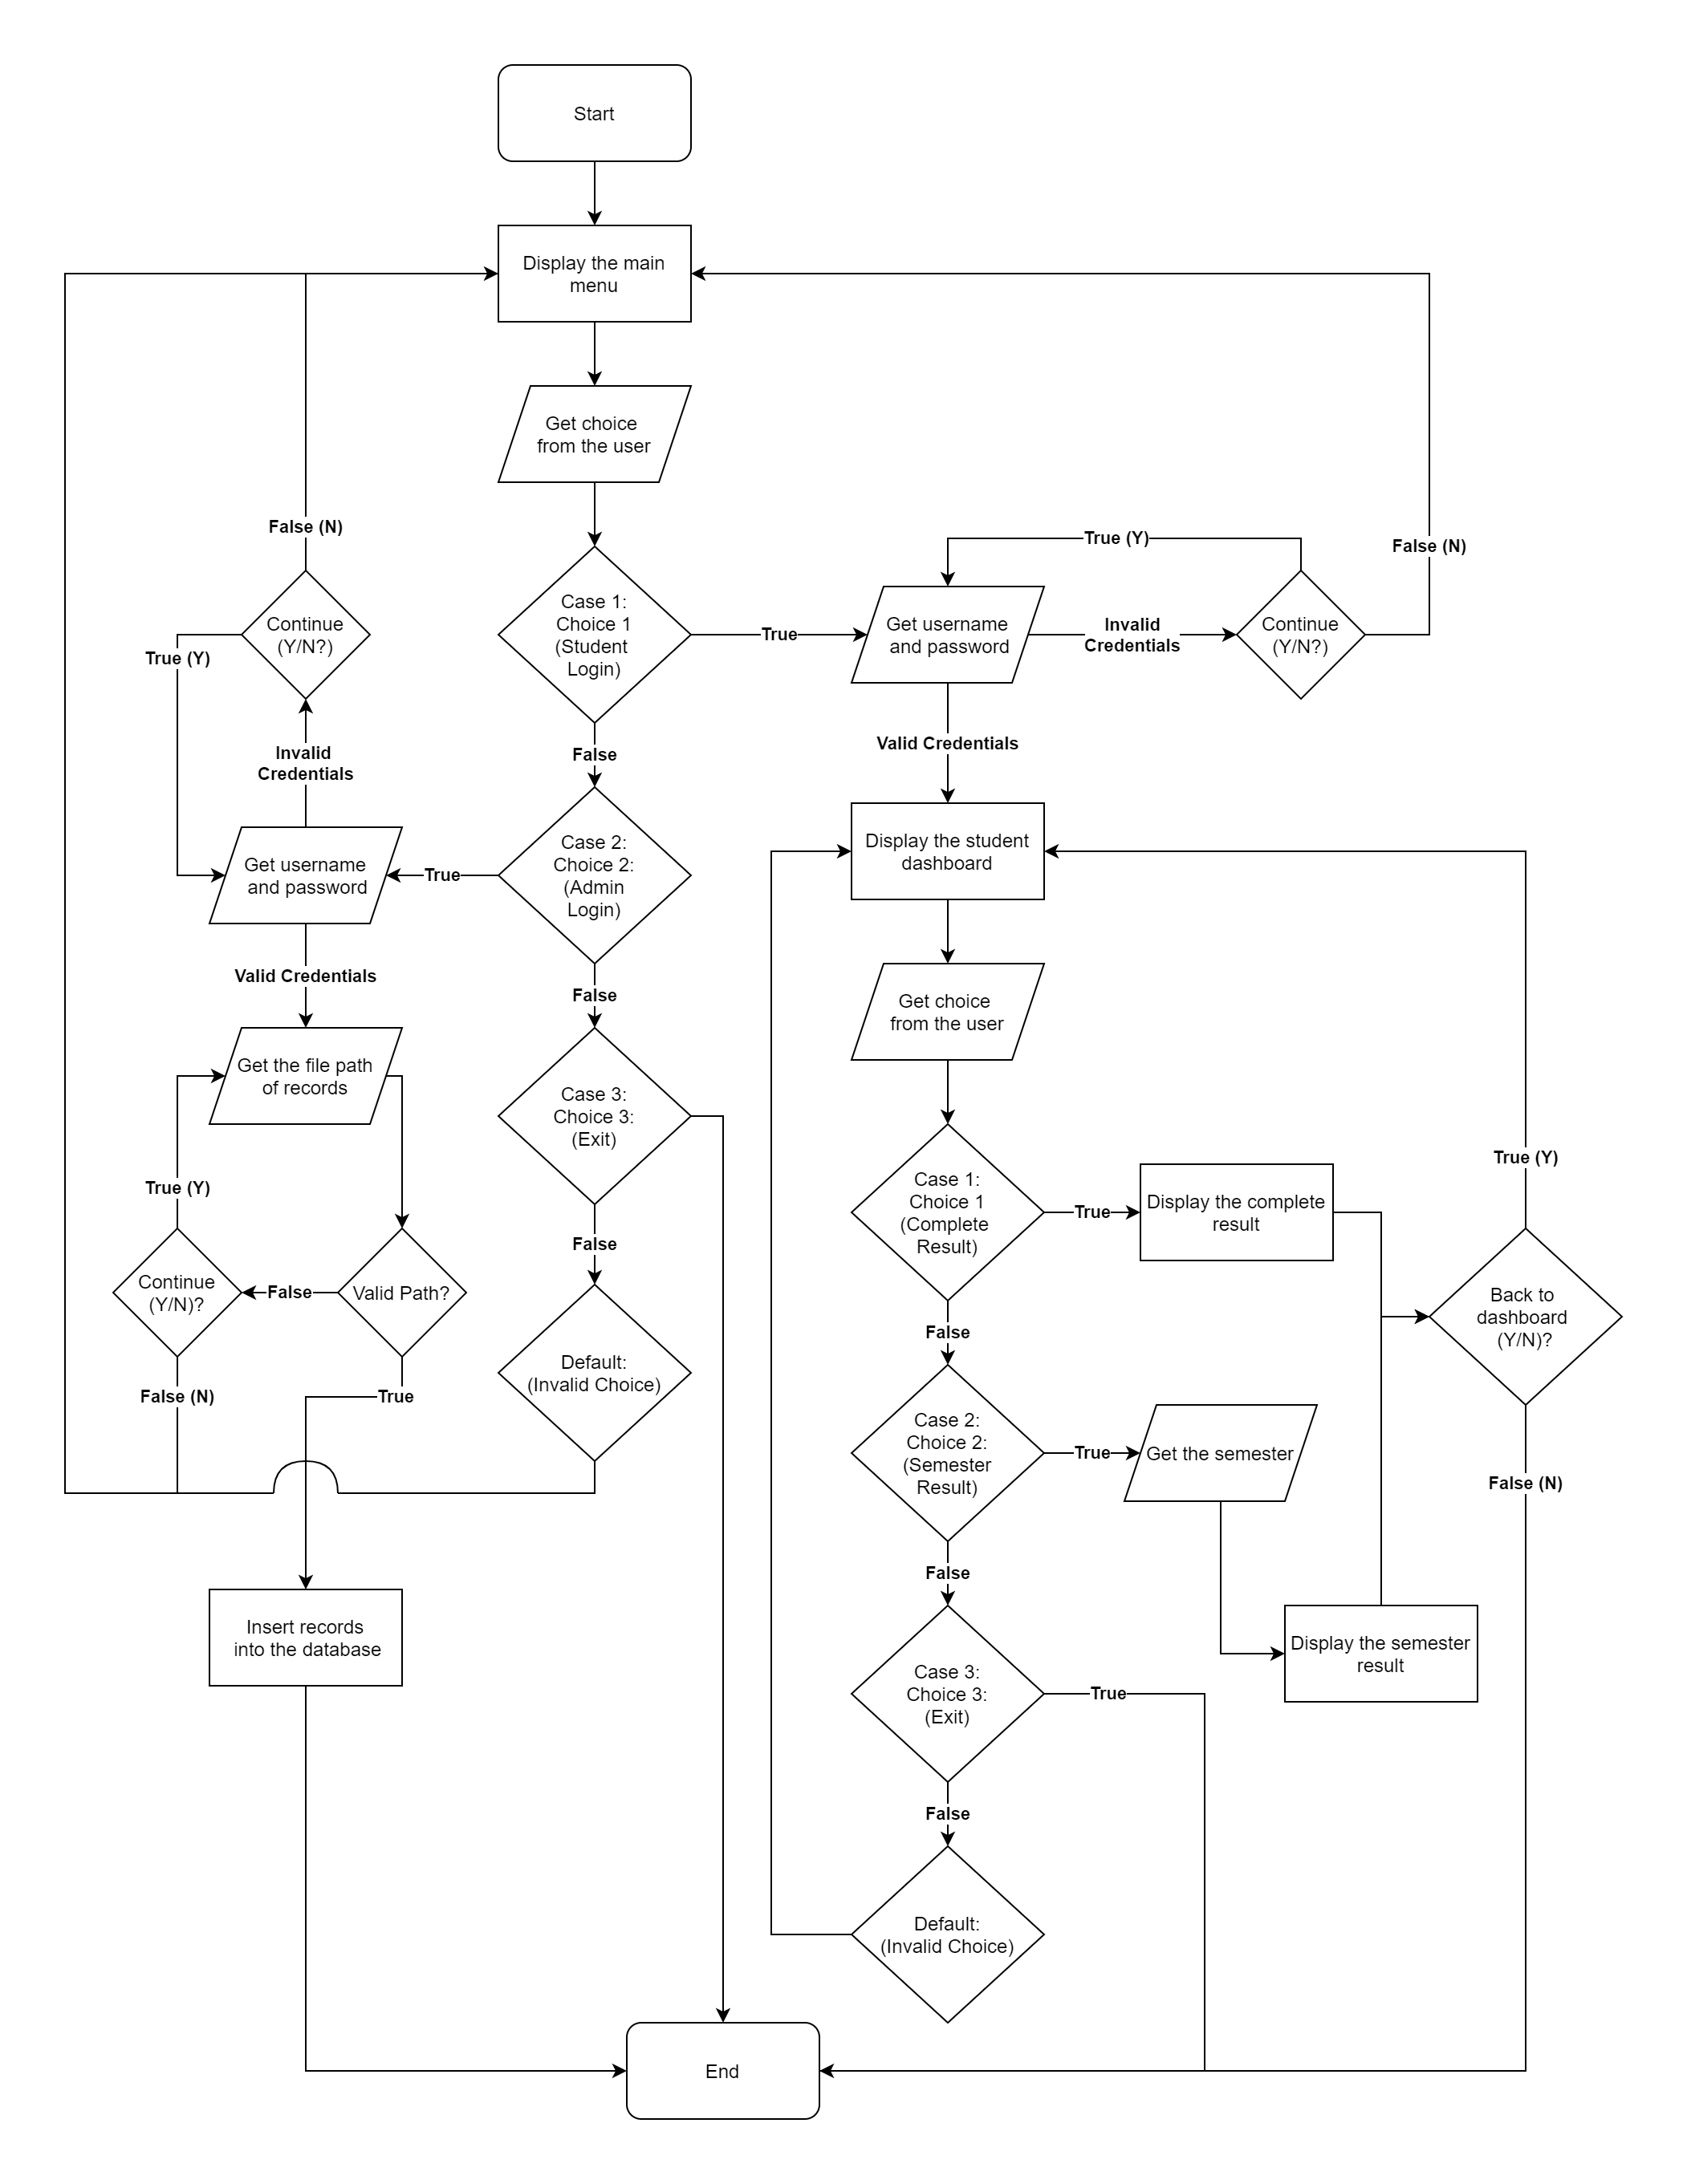 Start
Display the main
menu
Get choice
from the user
False (N)
True (Y)
False (N)
Continue
(Y/N?)
True (Y)
Case 1:
Choice 1
(Student
Login)
True
Get username
and password
Invalid
Credentials
Continue
(Y/N?)
Invalid
Credentials
False
Valid Credentials
Get username
and password
True
Case 2:
Choice 2:
(Admin
Login)
Display the student
dashboard
Valid Credentials
False
Get choice
from the user
Get the file path
of records
Case 3:
Choice 3:
(Exit)
True (Y)
True (Y)
Case 1:
Choice 1
(Complete
Result)
True
Display the complete
result
False
Continue
(Y/N)?
False
Valid Path?
Back to
dashboard
(Y/N)?
False
False (N)
True
Default:
(Invalid Choice)
Case 2:
Choice 2:
(Semester
Result)
True
Get the semester
False (N)
False
Insert records
into the database
Display the semester
result
Case 3:
Choice 3:
(Exit)
True
False
Default:
(Invalid Choice)
End